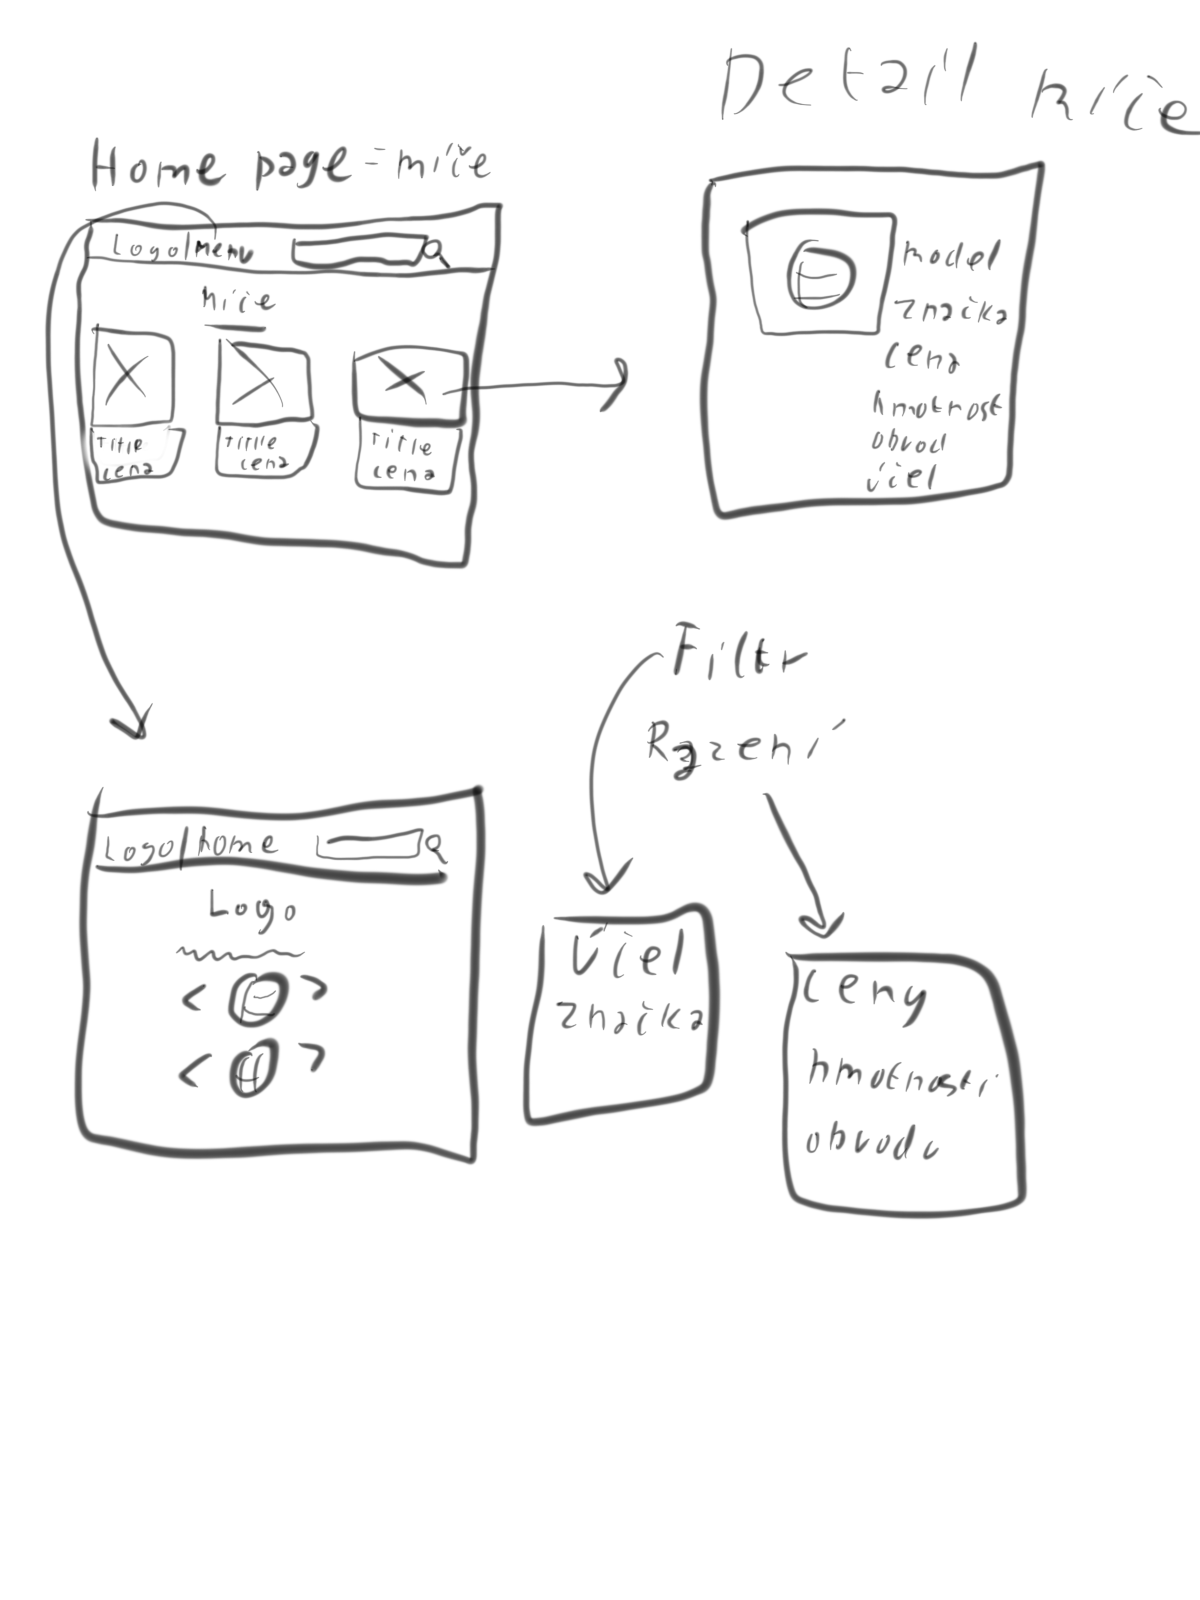 Detail míče
Home page = míče
Logo/menu
míče
Title
cena
Title
cena
Title
cena
model
značka
cena
hmotnost
obvod
účel
Filtr
Řazení
Logo/home
Logo
< >
< >
Účel
značka
ceny
hmotnosti
obvodu